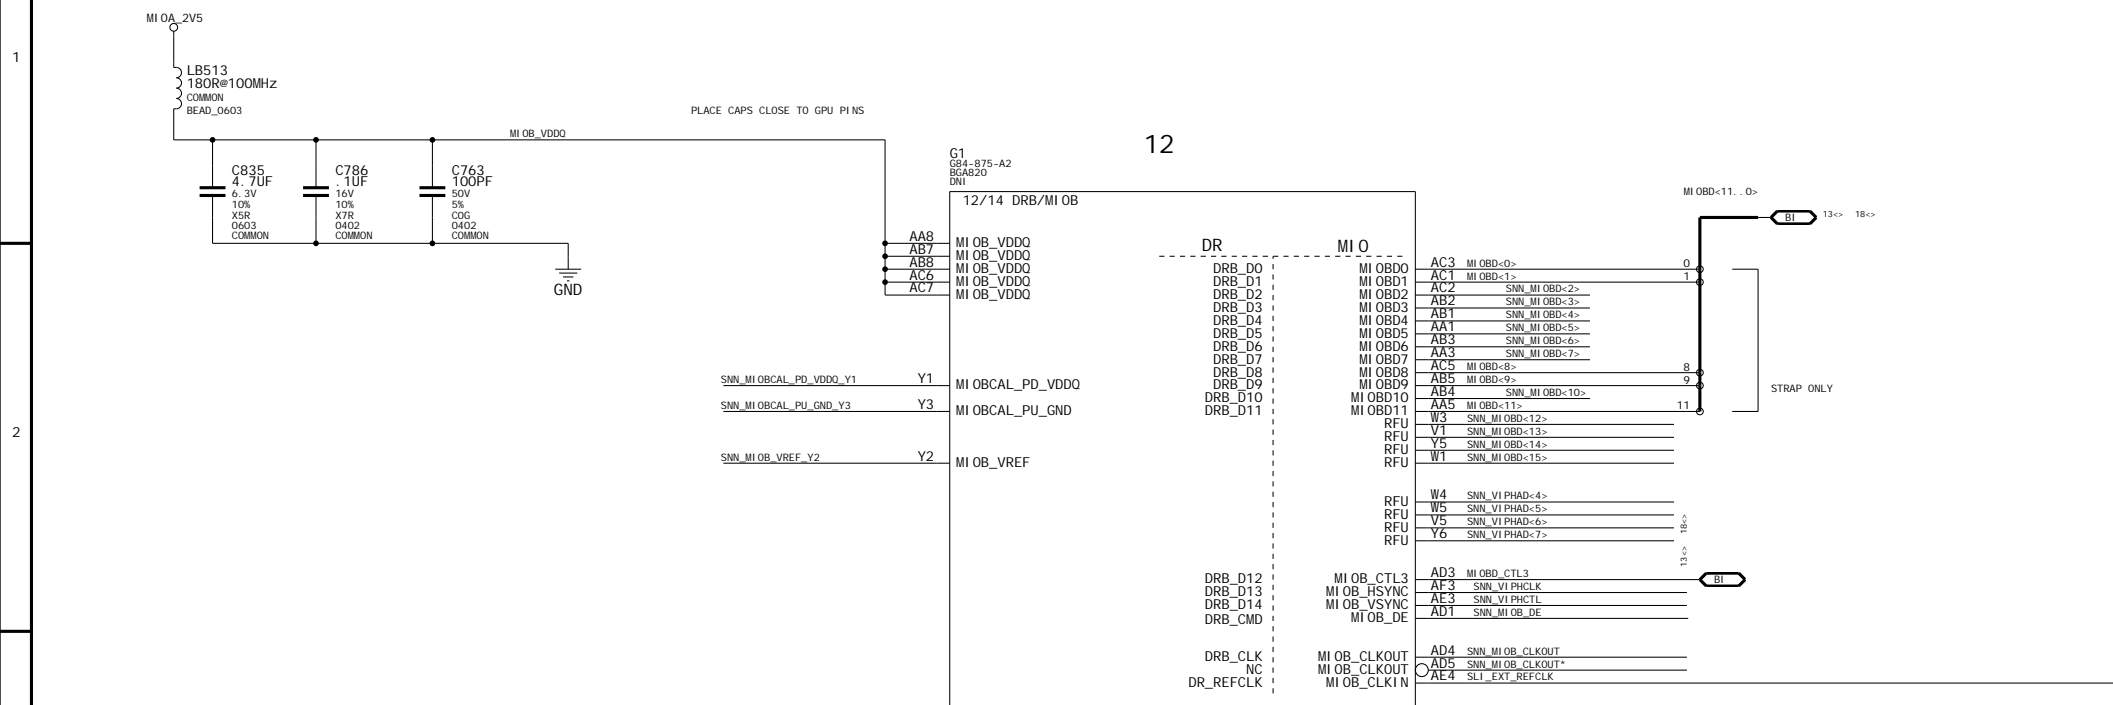 MIOA_2V5
1
LB513
180R@100MHz
COMMON
BEAD_0603
PLACE CAPS CLOSE TO GPU PINS
MIOB_VDDQ
12
C835
4.7UF
6.3V
10%
X5R
0603
COMMON
C786
.1UF
16V
10%
X7R
0402
COMMON
C763
100PF
50V
5%
COG
0402
COMMON
GND
G1
G84-875-A2
BGA820
DNI
12/14 DRB/MIOB
MIOBD<11..0>
BI 13<> 18<>
AA8 MIOB_VDDQ
AB7 MIOB_VDDQ
AB8 MIOB_VDDQ
AC6 MIOB_VDDQ
AC7 MIOB_VDDQ
DR MIO
DRB_D0 MIOBD0 AC3 MIOBD<0> 0
DRB_D1 MIOBD1 AC1 MIOBD<1> 1
DRB_D2 MIOBD2 AC2 SNN_MIOBD<2>
DRB_D3 MIOBD3 AB2 SNN_MIOBD<3>
DRB_D4 MIOBD4 AB1 SNN_MIOBD<4>
DRB_D5 MIOBD5 AA1 SNN_MIOBD<5>
DRB_D6 MIOBD6 AB3 SNN_MIOBD<6>
DRB_D7 MIOBD7 AA3 SNN_MIOBD<7>
DRB_D8 MIOBD8 AC5 MIOBD<8> 8
DRB_D9 MIOBD9 AB5 MIOBD<9> 9
DRB_D10 MIOBD10 AB4 SNN_MIOBD<10>
DRB_D11 MIOBD11 AA5 MIOBD<11> 11
STRAP ONLY
SNN_MIOBCAL_PD_VDDQ_Y1 Y1 MIOBCAL_PD_VDDQ
SNN_MIOBCAL_PU_GND_Y3 Y3 MIOBCAL_PU_GND
2
SNN_MIOB_VREF_Y2 Y2 MIOB_VREF
RFU W3 SNN_MIOBD<12>
RFU V1 SNN_MIOBD<13>
RFU Y5 SNN_MIOBD<14>
RFU W1 SNN_MIOBD<15>
RFU W4 SNN_VIPHAD<4>
RFU W5 SNN_VIPHAD<5>
RFU V5 SNN_VIPHAD<6>
RFU Y6 SNN_VIPHAD<7>
13<> 18<>
DRB_D12 MIOB_CTL3 AD3 MIOBD_CTL3 BI
DRB_D13 MIOB_HSYNC AF3 SNN_VIPHCLK
DRB_D14 MIOB_VSYNC AE3 SNN_VIPHCTL
DRB_CMD MIOB_DE AD1 SNN_MIOB_DE
DRB_CLK MIOB_CLKOUT AD4 SNN_MIOB_CLKOUT
NC MIOB_CLKOUT AD5 SNN_MIOB_CLKOUT*
DR_REFCLK MIOB_CLKIN AE4 SLI_EXT_REFCLK